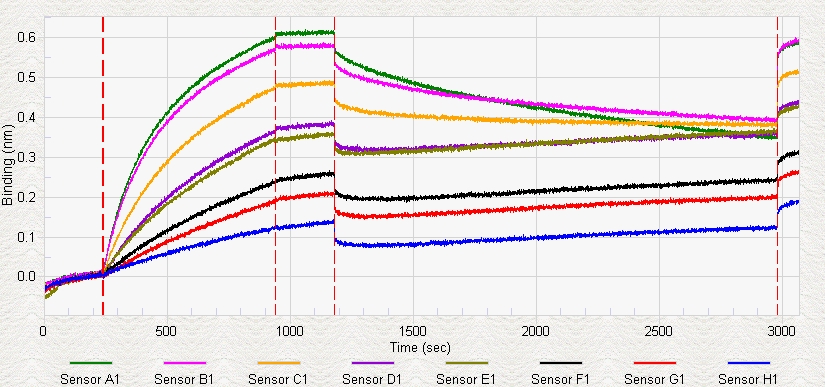 0.6
0.5
0.4
0.3
0.2
0.1
0.0
Binding (nm)
0 500 1000 1500 2000 2500 3000
Time (sec)
Sensor A1 Sensor B1 Sensor C1 Sensor D1 Sensor E1 Sensor F1 Sensor G1 Sensor H1